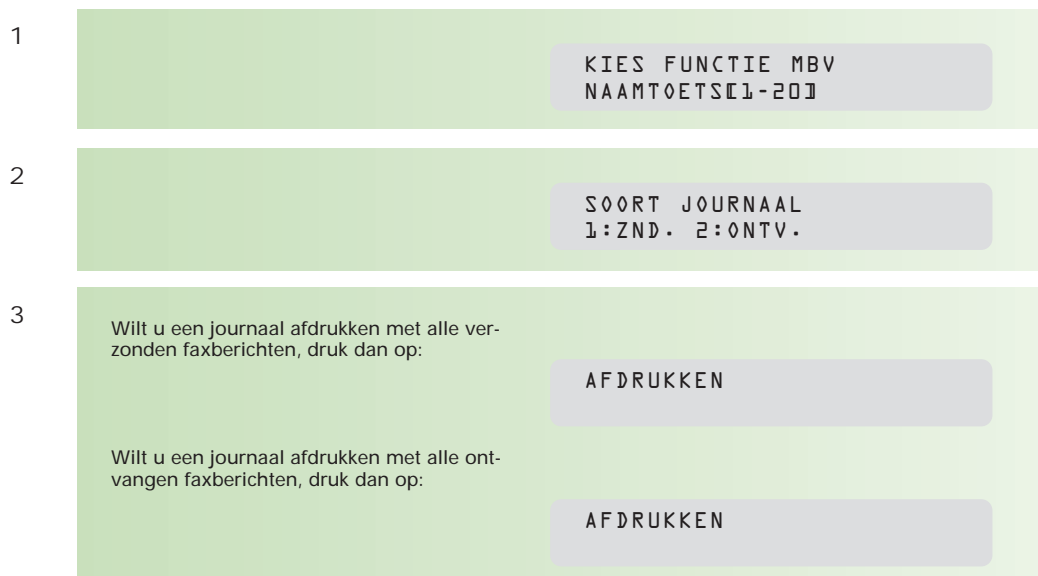 1
KIES FUNCTIE MBV
NAAMTOETS[1-20]
2
SOORT JOURNAAL
1:ZND. 2:ONTV.
3
Wilt u een journaal afdrukken met alle ver-
zonden faxberichten, druk dan op:
AFDRUKKEN
Wilt u een journaal afdrukken met alle ont-
vangen faxberichten, druk dan op:
AFDRUKKEN